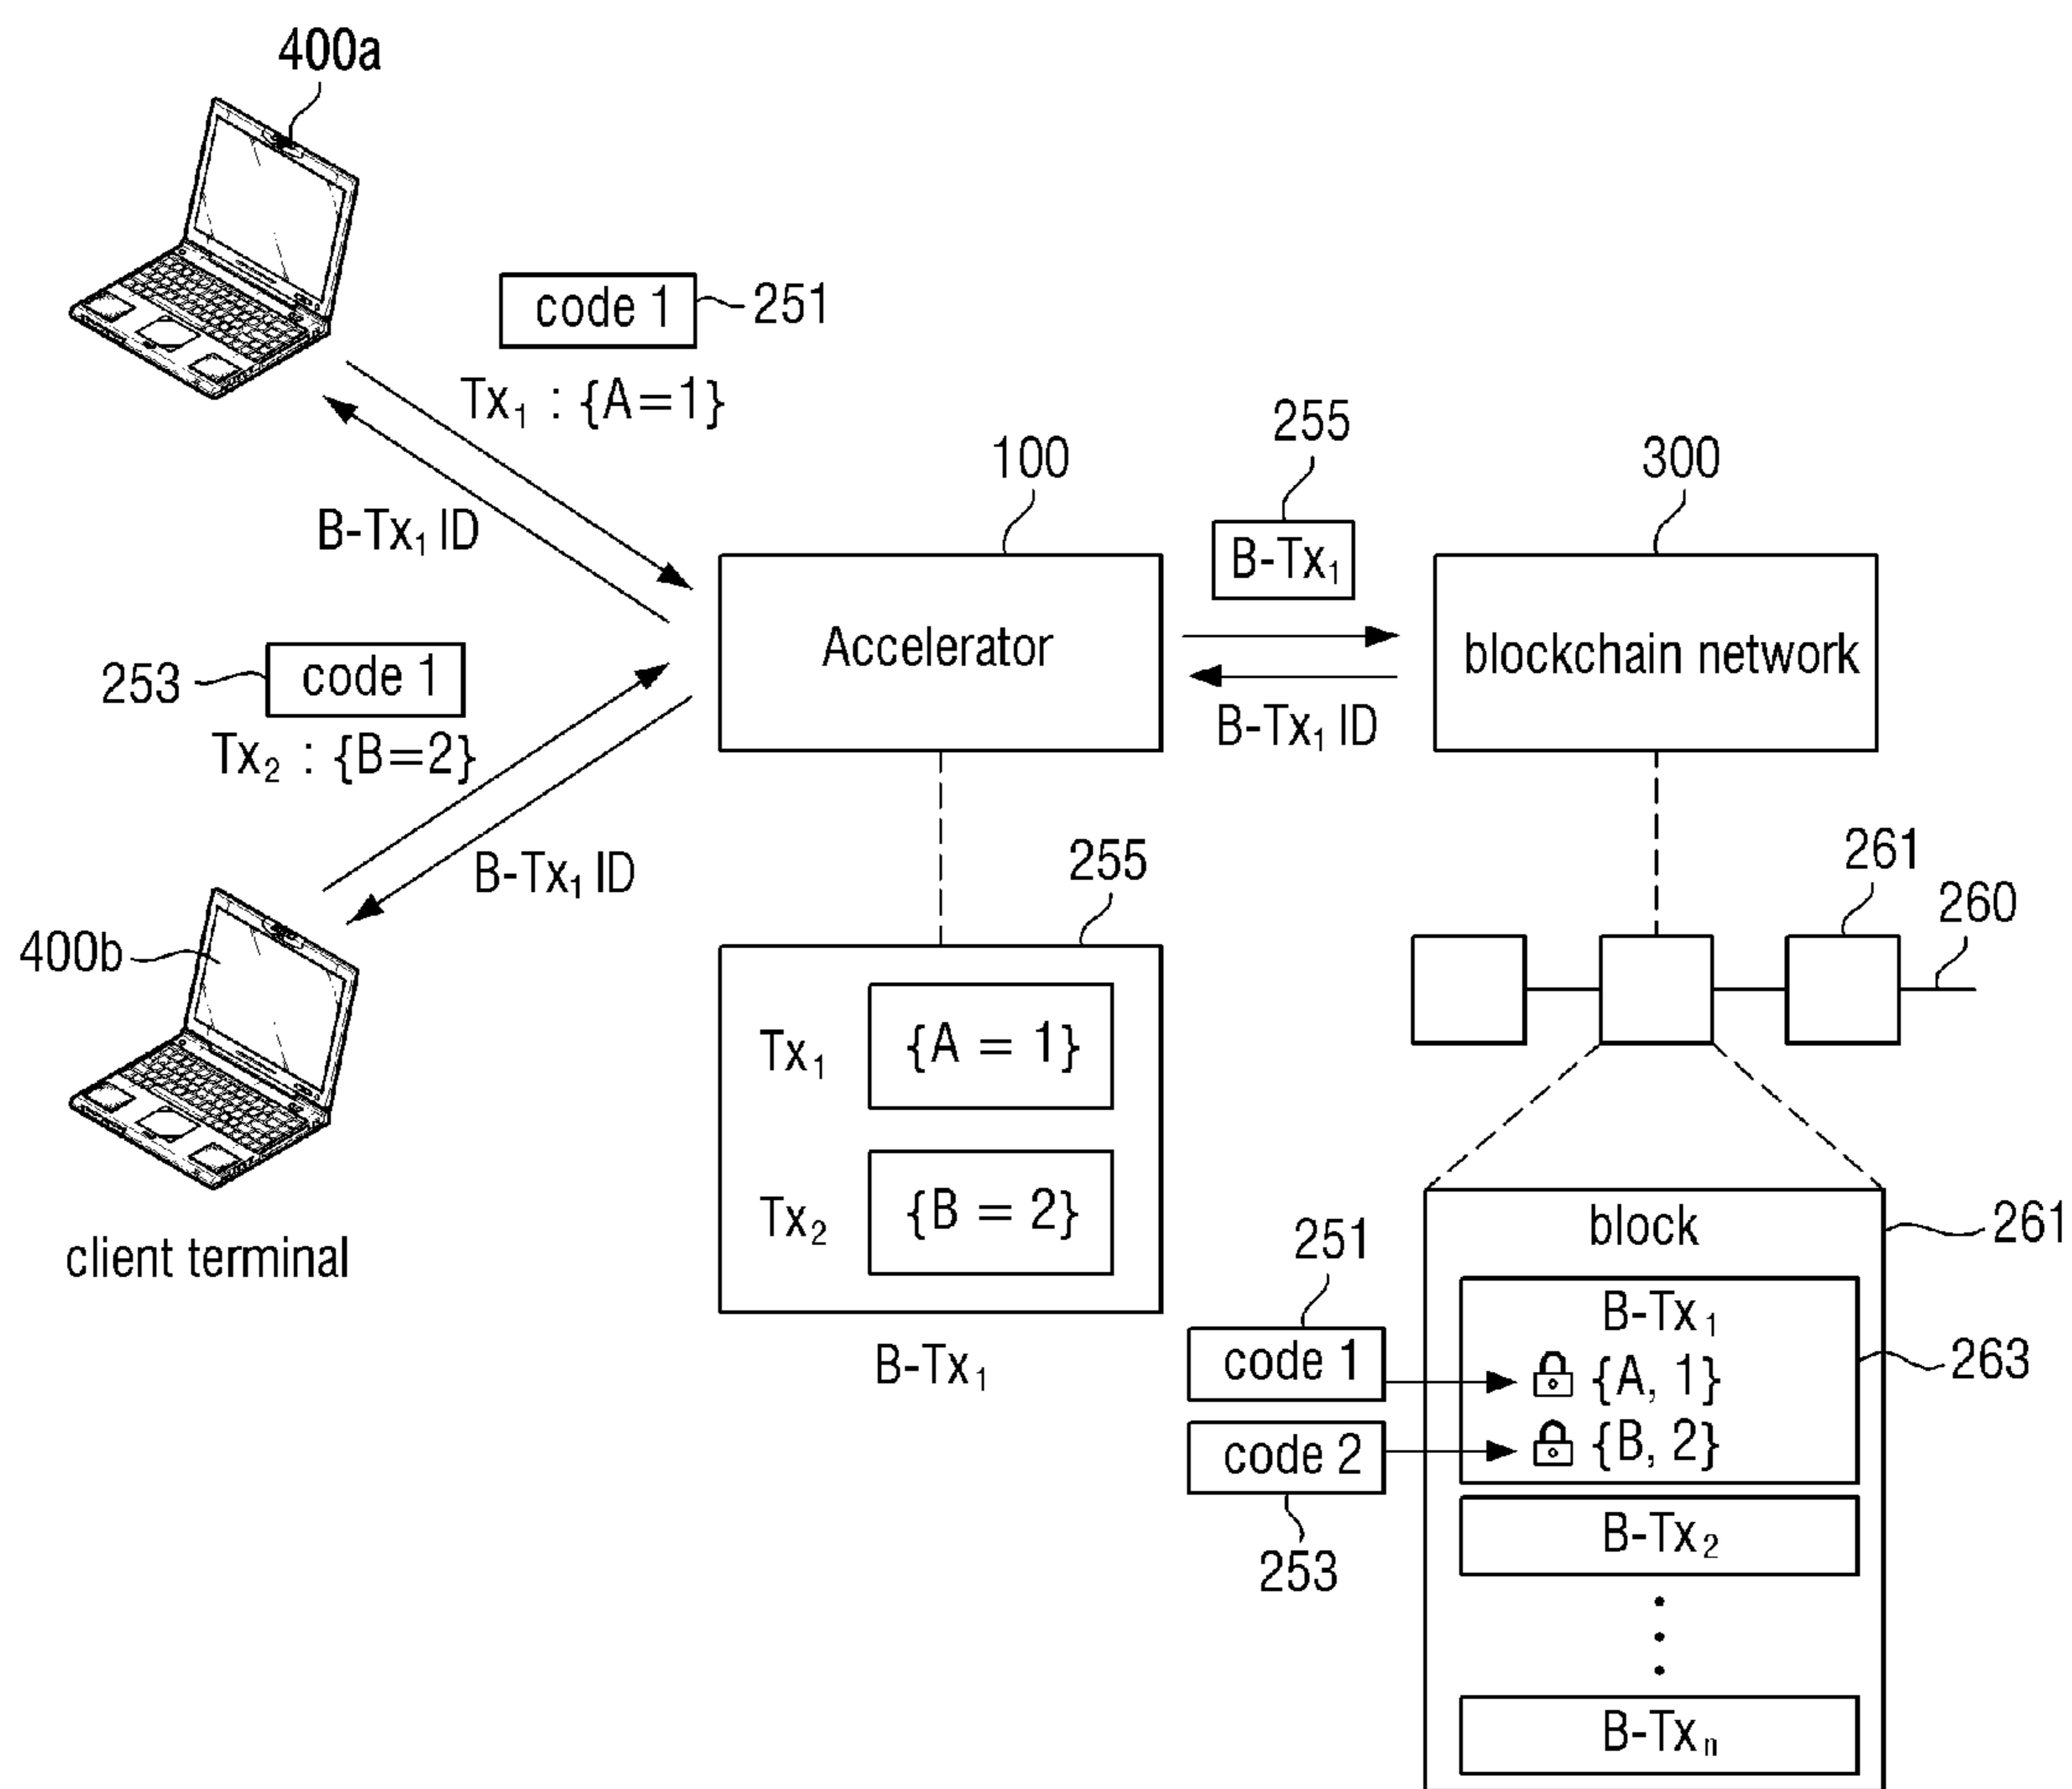 400a
code 1
251
Tx₁ : {A=1}
B-Tx₁ ID
253
code 1
Tx₂ : {B=2}
B-Tx₁ ID
400b
client terminal
100
Accelerator
255
B-Tx₁
B-Tx₁ ID
300
blockchain network
255
Tx₁
{A = 1}
Tx₂
{B = 2}
B-Tx₁
261
260
block
261
B-Tx₁
{A, 1}
{B, 2}
263
251
code 1
code 2
253
B-Tx₂
B-Txₙ